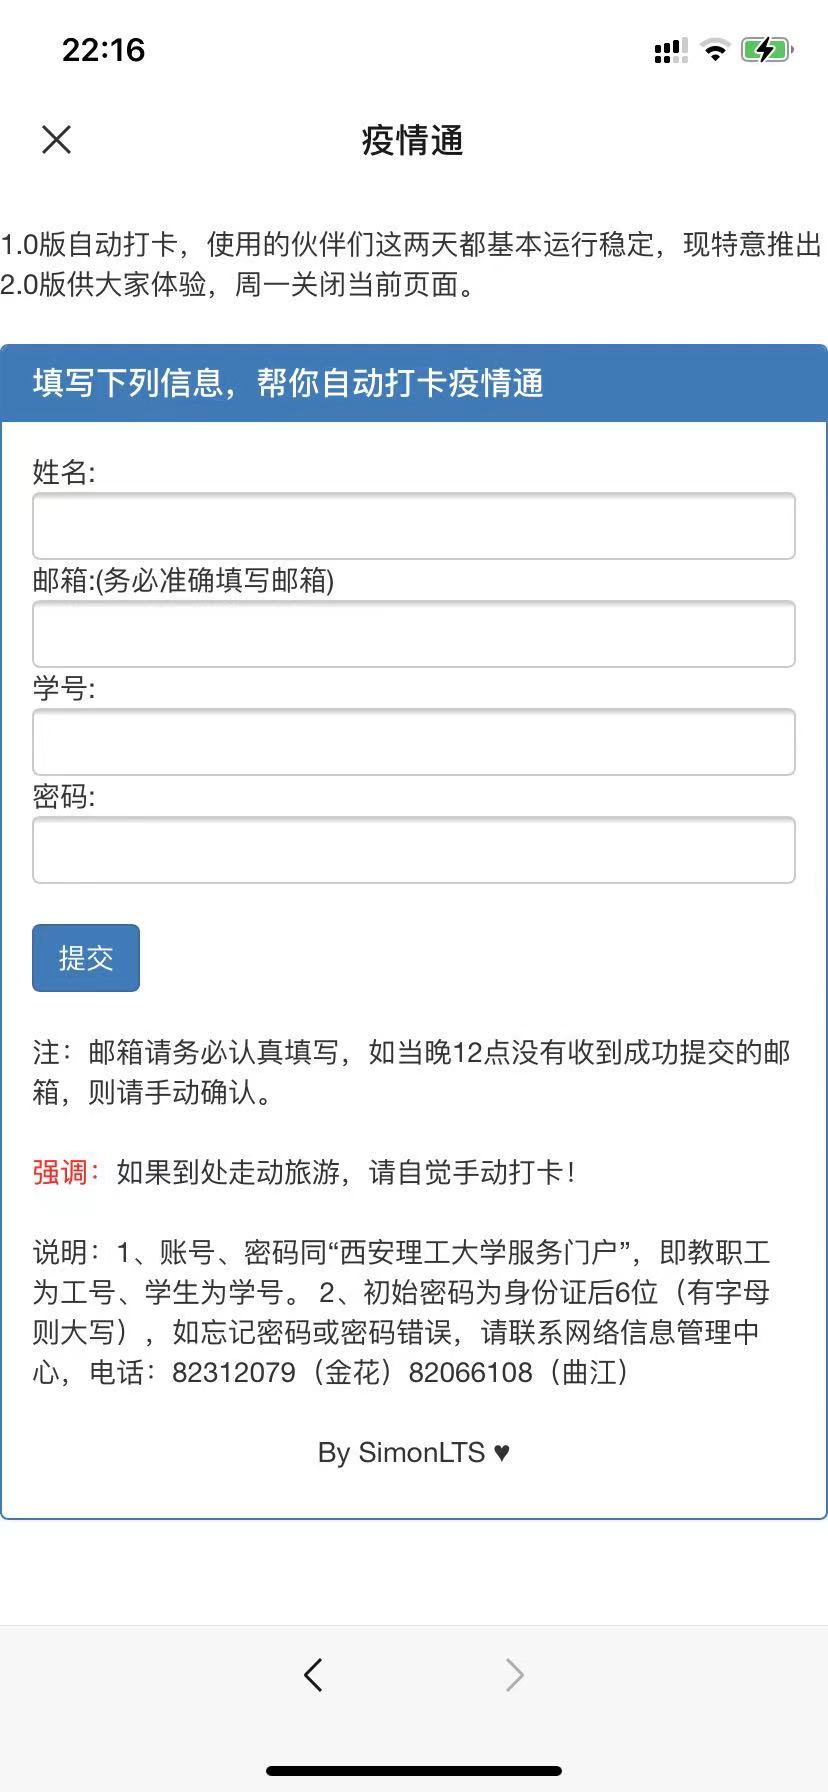 22:16
疫情通
1.0版自动打卡，使用的伙伴们这两天都基本运行稳定，现特意推出
2.0版供大家体验，周一关闭当前页面。
填写下列信息，帮你自动打卡疫情通
姓名:
邮箱:(务必准确填写邮箱)
学号:
密码:
提交
注：邮箱请务必认真填写，如当晚12点没有收到成功提交的邮
箱，则请手动确认。
强调：如果到处走动旅游，请自觉手动打卡！
说明：1、账号、密码同“西安理工大学服务门户”，即教职工
为工号、学生为学号。 2、初始密码为身份证后6位（有字母
则大写），如忘记密码或密码错误，请联系网络信息管理中
心，电话：82312079（金花）82066108（曲江）
By SimonLTS ♥